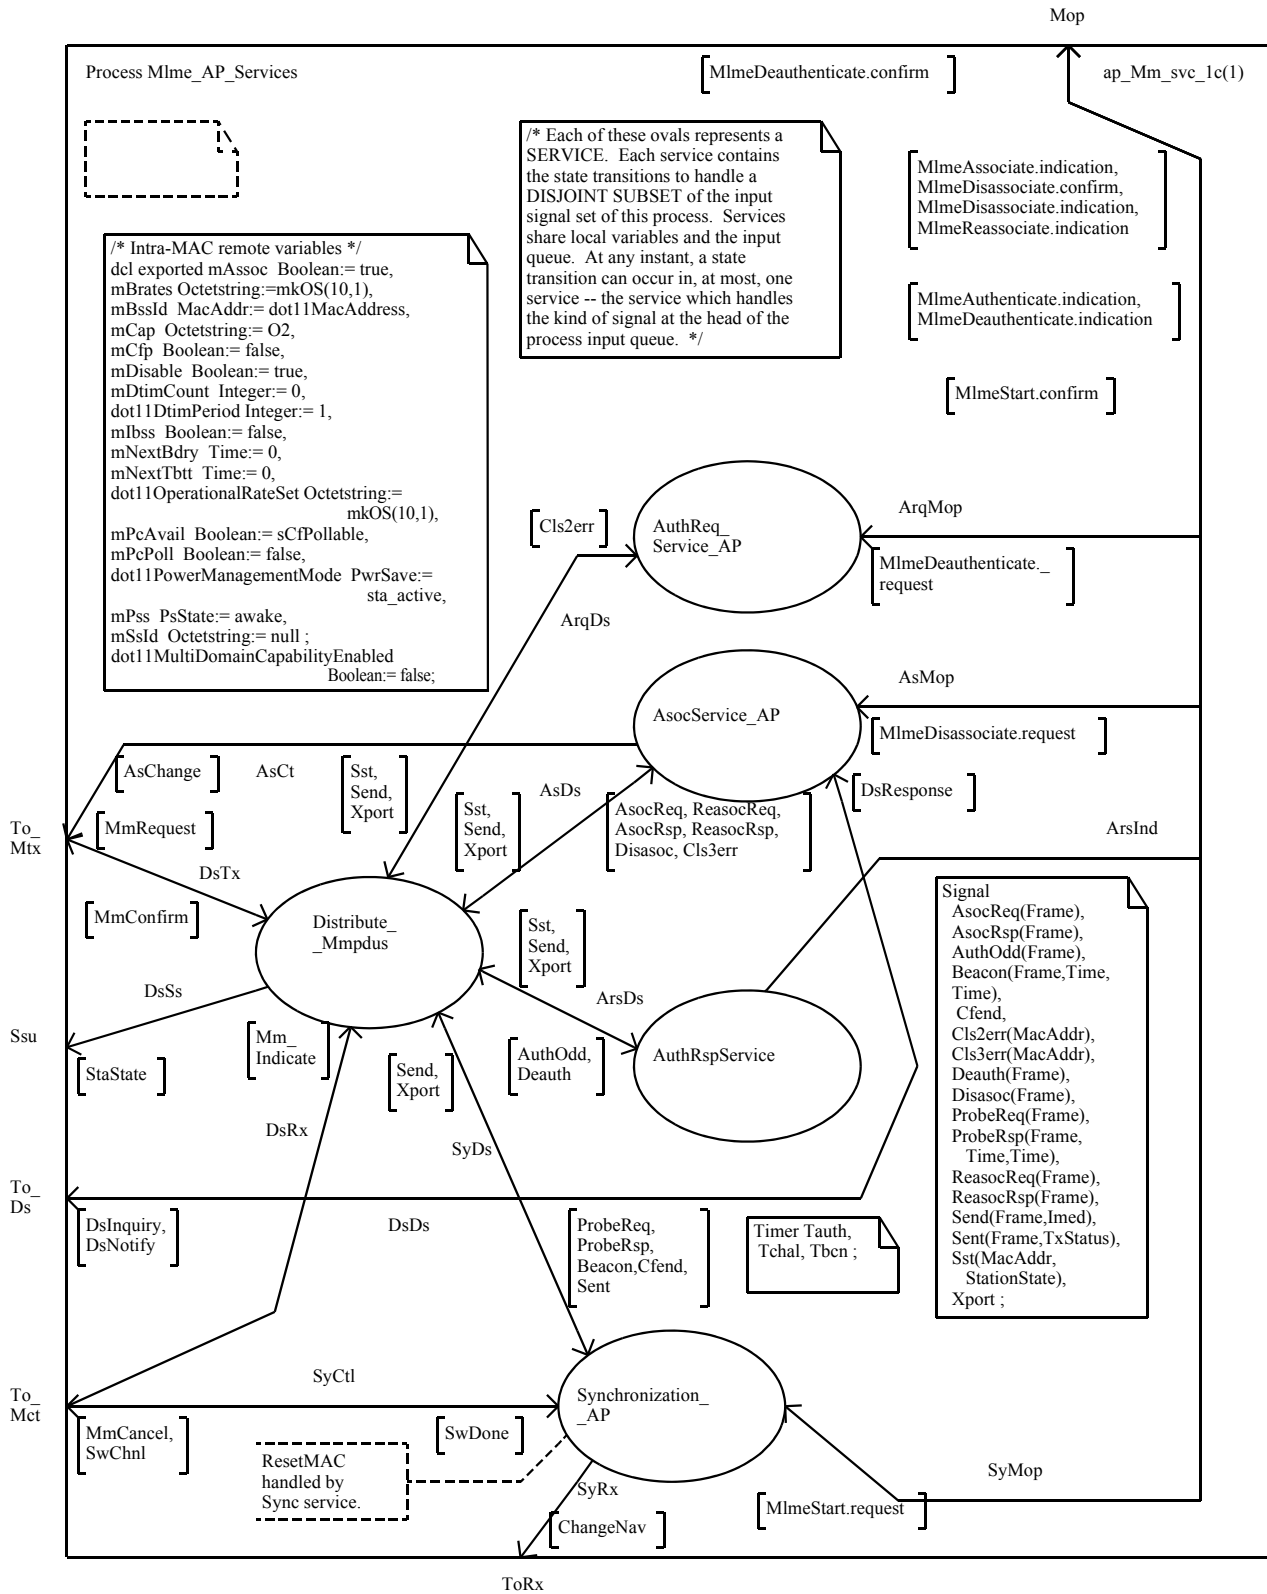 Mop
Process Mlme_AP_Services
MlmeDeauthenticate.confirm
ap_Mm_svc_1c(1)
/* Each of these ovals represents a
SERVICE. Each service contains
the state transitions to handle a
DISJOINT SUBSET of the input
signal set of this process. Services
share local variables and the input
queue. At any instant, a state
transition can occur in, at most, one
service -- the service which handles
the kind of signal at the head of the
process input queue. */
MlmeAssociate.indication,
MlmeDisassociate.confirm,
MlmeDisassociate.indication,
MlmeReassociate.indication
MlmeAuthenticate.indication,
MlmeDeauthenticate.indication
MlmeStart.confirm
/* Intra-MAC remote variables */
dcl exported mAssoc Boolean:= true,
mBrates Octetstring:=mkOS(10,1),
mBssId MacAddr:= dot11MacAddress,
mCap Octetstring:= O2,
mCfp Boolean:= false,
mDisable Boolean:= true,
mDtimCount Integer:= 0,
dot11DtimPeriod Integer:= 1,
mIbss Boolean:= false,
mNextBdry Time:= 0,
mNextTbtt Time:= 0,
dot11OperationalRateSet Octetstring:=
mkOS(10,1),
mPcAvail Boolean:= sCfPollable,
mPcPoll Boolean:= false,
dot11PowerManagementMode PwrSave:=
sta_active,
mPss PsState:= awake,
mSsId Octetstring:= null ;
dot11MultiDomainCapabilityEnabled
Boolean:= false;
Cls2err
AuthReq_
Service_AP
ArqMop
MlmeDeauthenticate._
request
ArqDs
AsocService_AP
AsMop
MlmeDisassociate.request
AsChange
AsCt
Sst,
Send,
Xport
AsDs
Sst,
Send,
Xport
AsocReq, ReasocReq,
AsocRsp, ReasocRsp,
Disasoc, Cls3err
DsResponse
ArsInd
To_
Mtx
MmRequest
DsTx
MmConfirm
Distribute_
_Mmpdus
Sst,
Send,
Xport
ArsDs
DsSs
Ssu
StaState
Mm_
Indicate
Send,
Xport
AuthOdd,
Deauth
AuthRspService
Signal
AsocReq(Frame),
AsocRsp(Frame),
AuthOdd(Frame),
Beacon(Frame,Time,
Time),
Cfend,
Cls2err(MacAddr),
Cls3err(MacAddr),
Deauth(Frame),
Disasoc(Frame),
ProbeReq(Frame),
ProbeRsp(Frame,
Time,Time),
ReasocReq(Frame),
ReasocRsp(Frame),
Send(Frame,Imed),
Sent(Frame,TxStatus),
Sst(MacAddr,
StationState),
Xport ;
DsRx
SyDs
To_
Ds
DsInquiry,
DsNotify
DsDs
ProbeReq,
ProbeRsp,
Beacon,Cfend,
Sent
Timer Tauth,
Tchal, Tbcn ;
To_
Mct
SyCtl
MmCancel,
SwChnl
SwDone
Synchronization_
_AP
ResetMAC
handled by
Sync service.
SyRx
ChangeNav
SyMop
MlmeStart.request
ToRx